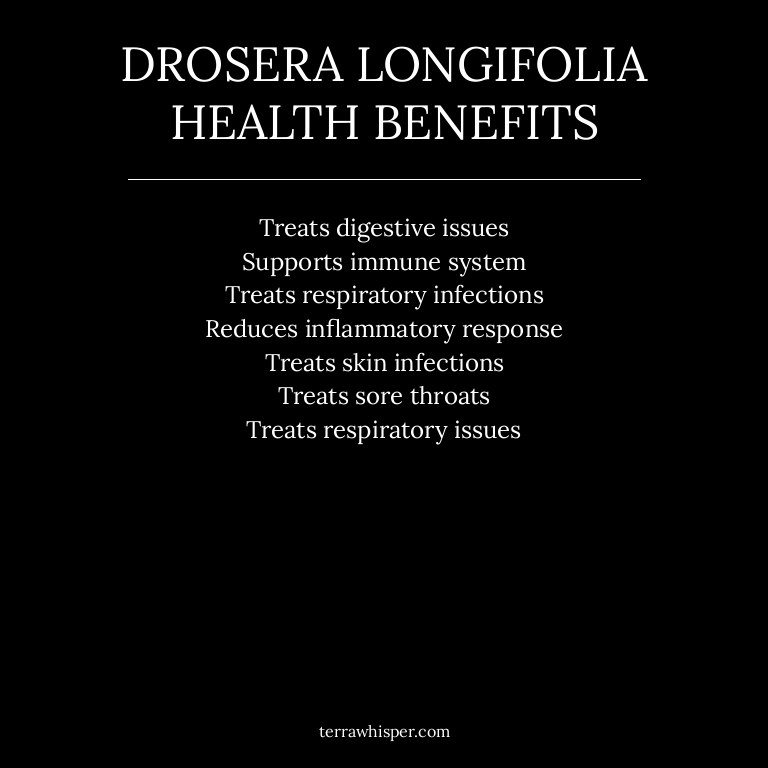 DROSERA LONGIFOLIA
HEALTH BENEFITS
Treats digestive issues
Supports immune system
Treats respiratory infections
Reduces inflammatory response
Treats skin infections
Treats sore throats
Treats respiratory issues
terrawhisper.com